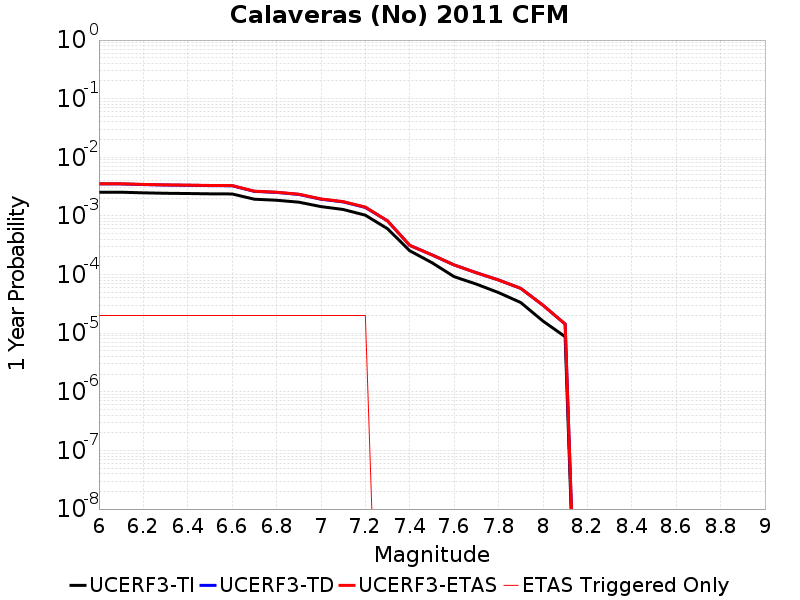 Calaveras (No) 2011 CFM
1 Year Probability
10^0
10^-1
10^-2
10^-3
10^-4
10^-5
10^-6
10^-7
10^-8
6 6.2 6.4 6.6 6.8 7 7.2 7.4 7.6 7.8 8 8.2 8.4 8.6 8.8 9
Magnitude
UCERF3-TI UCERF3-TD UCERF3-ETAS ETAS Triggered Only